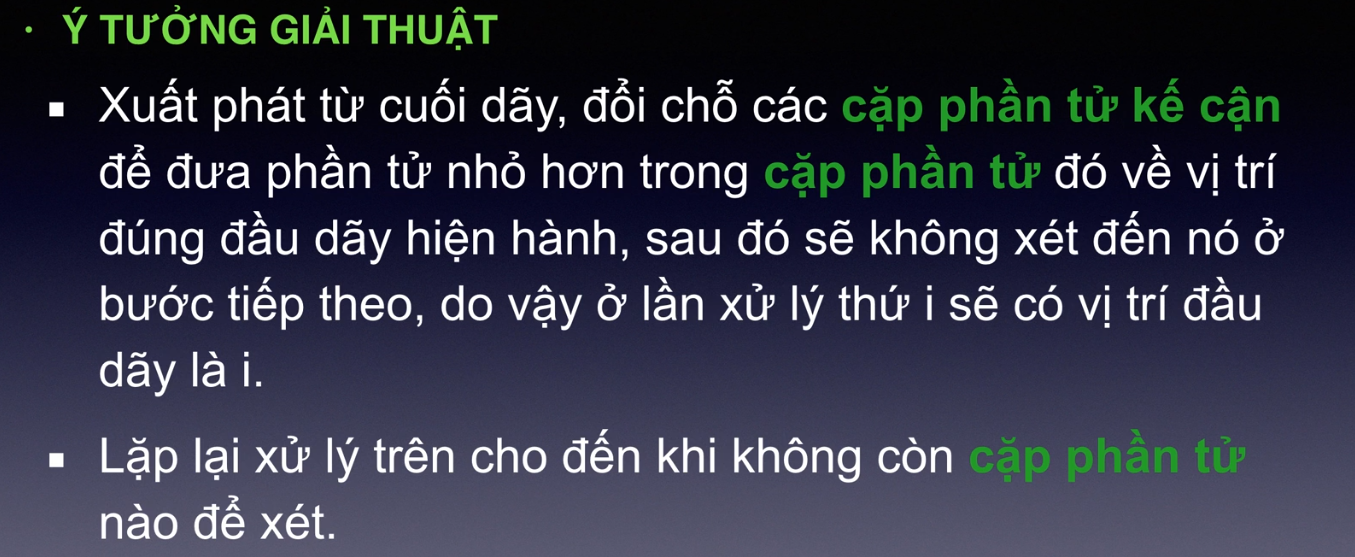 • Ý TƯỞNG GIẢI THUẬT
▪ Xuất phát từ cuối dãy, đổi chỗ các cặp phần tử kế cận
để đưa phần tử nhỏ hơn trong cặp phần tử đó về vị trí
đúng đầu dãy hiện hành, sau đó sẽ không xét đến nó ở
bước tiếp theo, do vậy ở lần xử lý thứ i sẽ có vị trí đầu
dãy là i.
▪ Lặp lại xử lý trên cho đến khi không còn cặp phần tử
nào để xét.